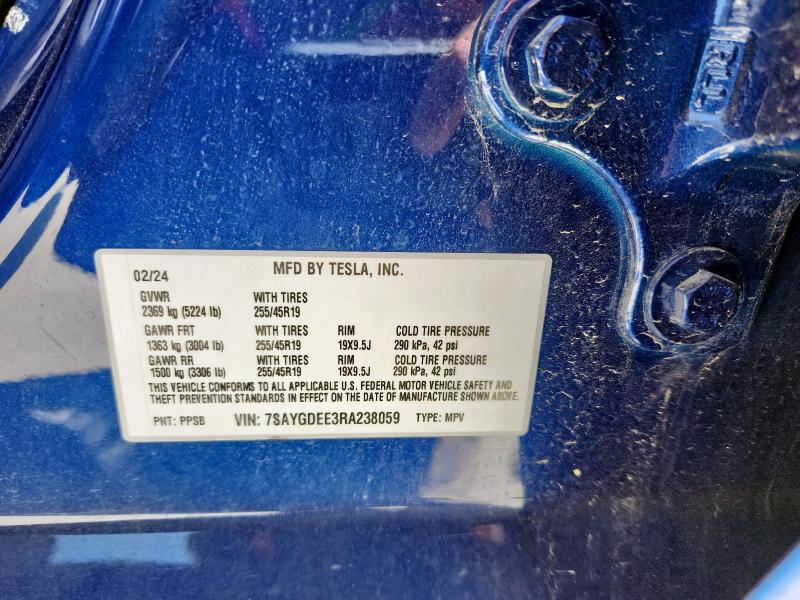 02/24 MFD BY TESLA, INC.
GVWR WITH TIRES
2369 kg (5224 lb) 255/45R19
GAWR FRT WITH TIRES RIM COLD TIRE PRESSURE
1363 kg (3004 lb) 255/45R19 19X9.5J 290 kPa, 42 psi
GAWR RR WITH TIRES RIM COLD TIRE PRESSURE
1500 kg (3306 lb) 255/45R19 19X9.5J 290 kPa, 42 psi
THIS VEHICLE CONFORMS TO ALL APPLICABLE U.S. FEDERAL MOTOR VEHICLE SAFETY AND
THEFT PREVENTION STANDARDS IN EFFECT ON THE DATE OF MANUFACTURE SHOWN ABOVE.
PNT: PPSB VIN: 7SAYGDEE3RA238059 TYPE: MPV